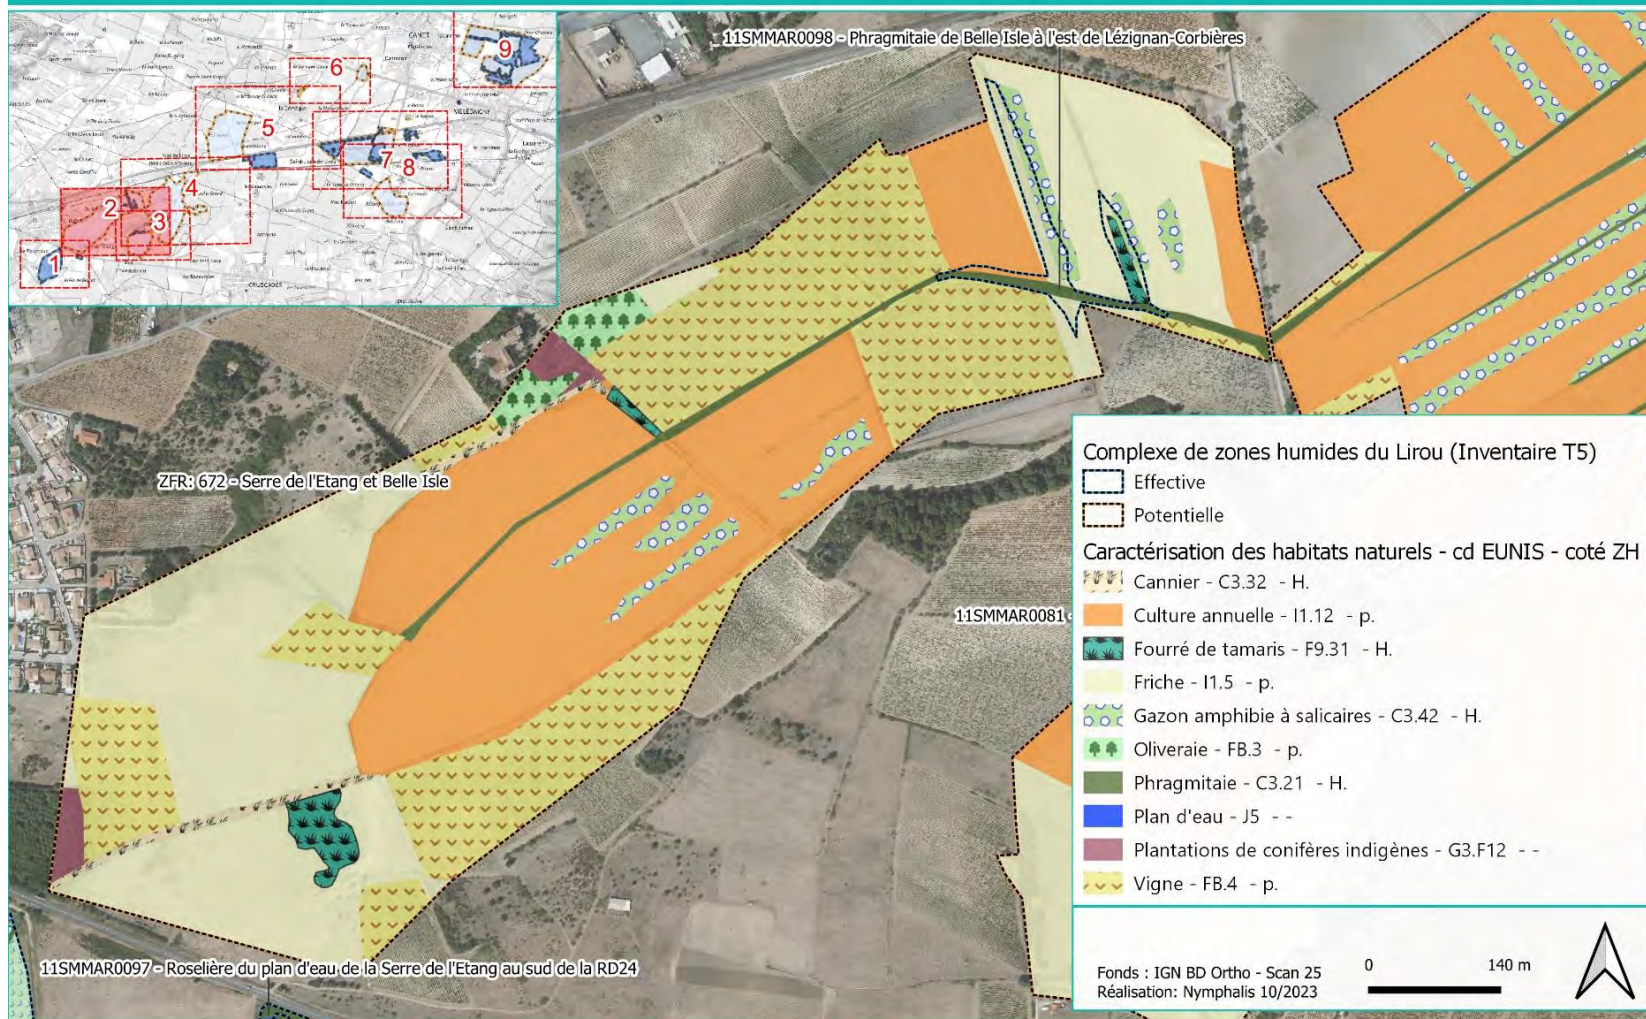 CANET
6
9
5
7
8
4
2
3
1
CRUSCADES
11SMMAR0098 - Phragmitaie de Belle Isle à l'est de Lézignan-Corbières
ZFR: 672 - Serre de l'Etang et Belle Isle
11SMMAR0081 -
11SMMAR0097 - Roselière du plan d'eau de la Serre de l'Etang au sud de la RD24
Complexe de zones humides du Lirou (Inventaire T5)
Effective
Potentielle
Caractérisation des habitats naturels - cd EUNIS - coté ZH
Cannier - C3.32 - H.
Culture annuelle - I1.12 - p.
Fourré de tamaris - F9.31 - H.
Friche - I1.5 - p.
Gazon amphibie à salicaires - C3.42 - H.
Oliveraie - FB.3 - p.
Phragmitaie - C3.21 - H.
Plan d'eau - J5 - -
Plantations de conifères indigènes - G3.F12 - -
Vigne - FB.4 - p.
Fonds : IGN BD Ortho - Scan 25
Réalisation: Nymphalis 10/2023
0 140 m